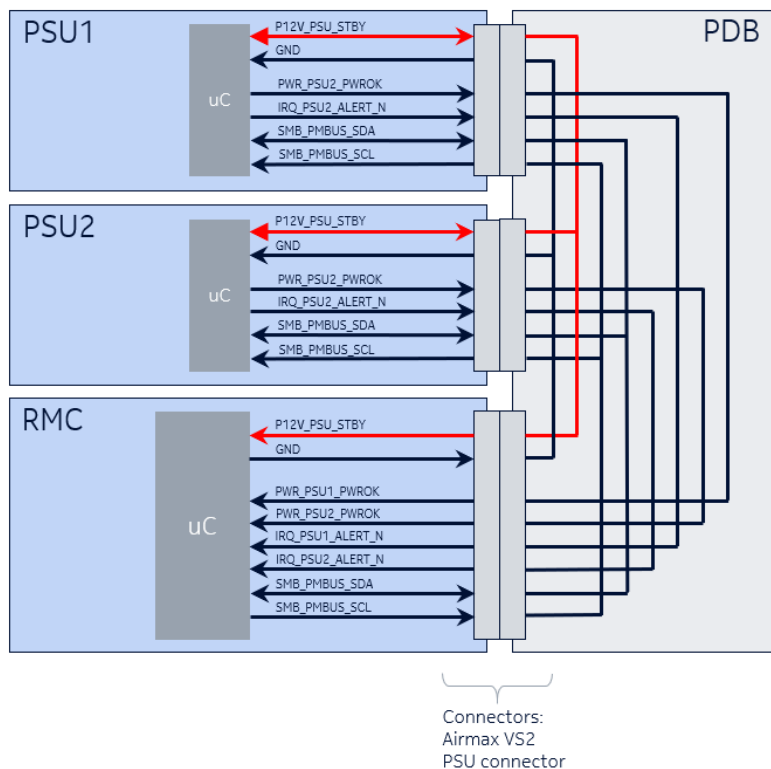 PSU1
PDB
P12V_PSU_STBY
GND
uC
PWR_PSU2_PWROK
IRQ_PSU2_ALERT_N
SMB_PMBUS_SDA
SMB_PMBUS_SCL
PSU2
P12V_PSU_STBY
GND
uC
PWR_PSU2_PWROK
IRQ_PSU2_ALERT_N
SMB_PMBUS_SDA
SMB_PMBUS_SCL
RMC
P12V_PSU_STBY
GND
uC
PWR_PSU1_PWROK
PWR_PSU2_PWROK
IRQ_PSU1_ALERT_N
IRQ_PSU2_ALERT_N
SMB_PMBUS_SDA
SMB_PMBUS_SCL
Connectors:
Airmax VS2
PSU connector